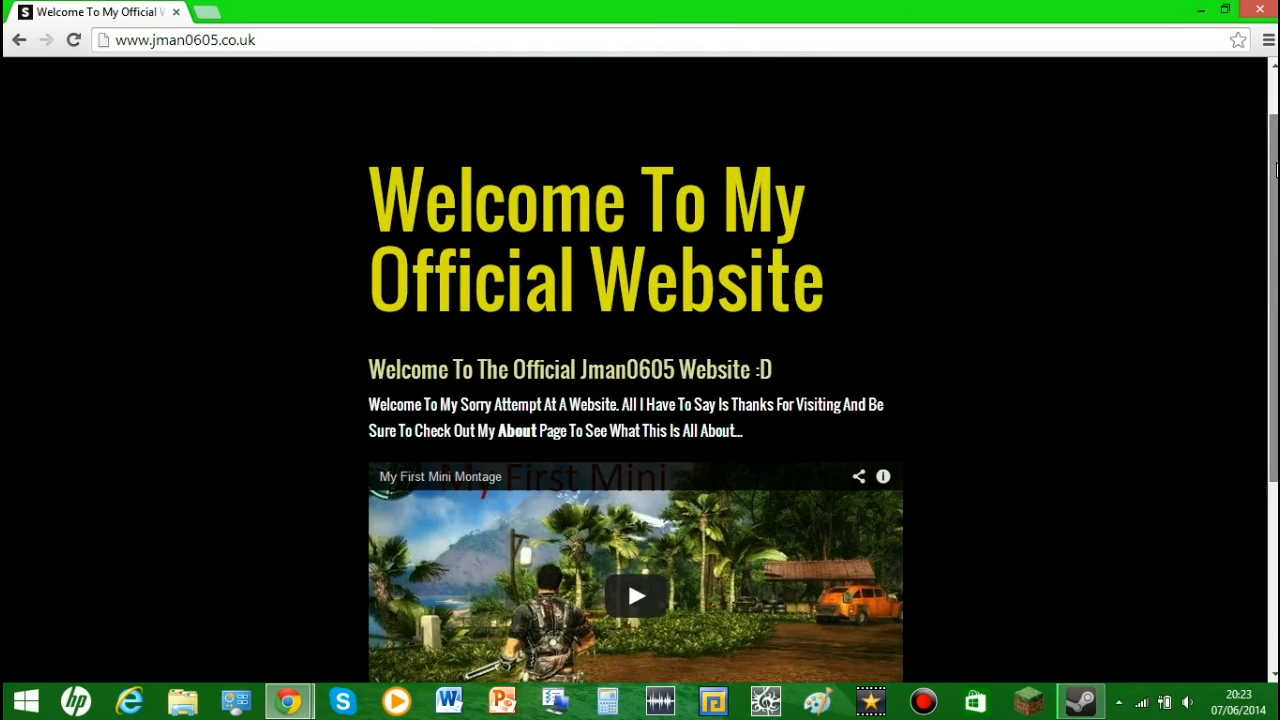 Welcome To My Official W
www.jman0605.co.uk
Welcome To My
Official Website
Welcome To The Official Jman0605 Website :D
Welcome To My Sorry Attempt At A Website. All I Have To Say Is Thanks For Visiting And Be
Sure To Check Out My About Page To See What This Is All About...
My First Mini Montage
My First Mini
20:23
07/06/2014